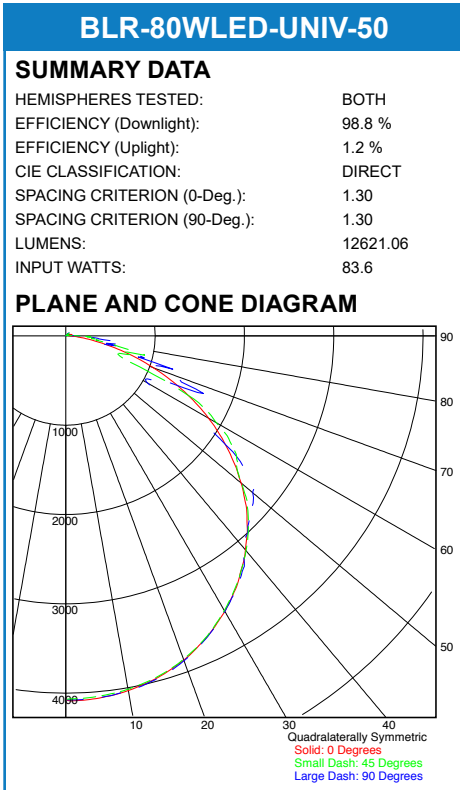 BLR-80WLED-UNIV-50
SUMMARY DATA
HEMISPHERES TESTED: BOTH
EFFICIENCY (Downlight): 98.8 %
EFFICIENCY (Uplight): 1.2 %
CIE CLASSIFICATION: DIRECT
SPACING CRITERION (0-Deg.): 1.30
SPACING CRITERION (90-Deg.): 1.30
LUMENS: 12621.06
INPUT WATTS: 83.6
PLANE AND CONE DIAGRAM
90
80
1000
70
2000
60
3000
50
4000
10 20 30 40
Quadralaterally Symmetric
Solid: 0 Degrees
Small Dash: 45 Degrees
Large Dash: 90 Degrees